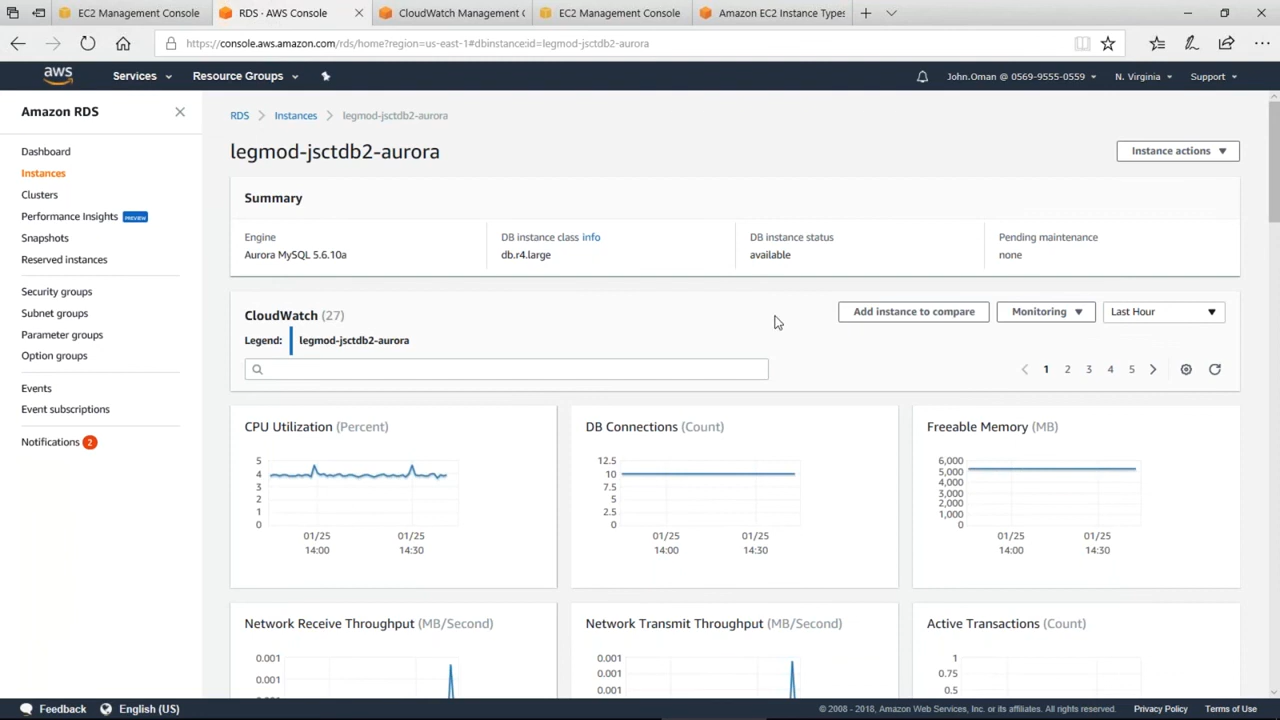 EC2 Management Console
RDS · AWS Console
CloudWatch Management C
EC2 Management Console
Amazon EC2 Instance Types
https://console.aws.amazon.com/rds/home?region=us-east-1#dbinstance:id=legmod-jsctdb2-aurora
aws
Services
Resource Groups
John.Oman @ 0569-9555-0559
N. Virginia
Support
Amazon RDS
Dashboard
Instances
Clusters
Performance Insights PREVIEW
Snapshots
Reserved instances
Security groups
Subnet groups
Parameter groups
Option groups
Events
Event subscriptions
Notifications 2
RDS > Instances > legmod-jsctdb2-aurora
legmod-jsctdb2-aurora
Instance actions
Summary
Engine
Aurora MySQL 5.6.10a
DB instance class info
db.r4.large
DB instance status
available
Pending maintenance
none
CloudWatch (27)
Add instance to compare
Monitoring
Last Hour
Legend: legmod-jsctdb2-aurora
1 2 3 4 5
CPU Utilization (Percent)
5
4
3
2
1
0
01/25 01/25
14:00 14:30
DB Connections (Count)
12.5
10
7.5
5
2.5
0
01/25 01/25
14:00 14:30
Freeable Memory (MB)
6,000
5,000
4,000
3,000
2,000
1,000
0
01/25 01/25
14:00 14:30
Network Receive Throughput (MB/Second)
0.001
0.001
Network Transmit Throughput (MB/Second)
0.001
0.001
0.001
Active Transactions (Count)
1
0.75
0.5
Feedback
English (US)
© 2008 - 2018, Amazon Web Services, Inc. or its affiliates. All rights reserved.
Privacy Policy
Terms of Use